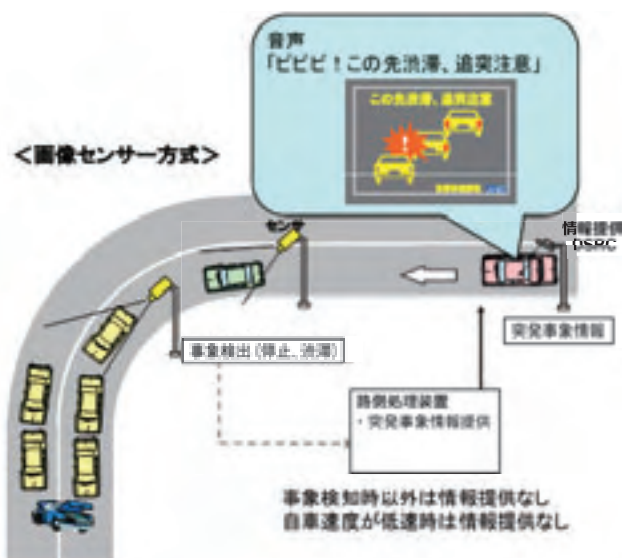 音声
「ピピピ！この先渋滞、追突注意」
この先渋滞、追突注意
＜画像センサー方式＞
センサ
情報提供
DSRC
事象検出(停止、渋滞)
突発事象情報
路側処理装置
・突発事象情報提供
事象検知時以外は情報提供なし
自車速度が低速時は情報提供なし